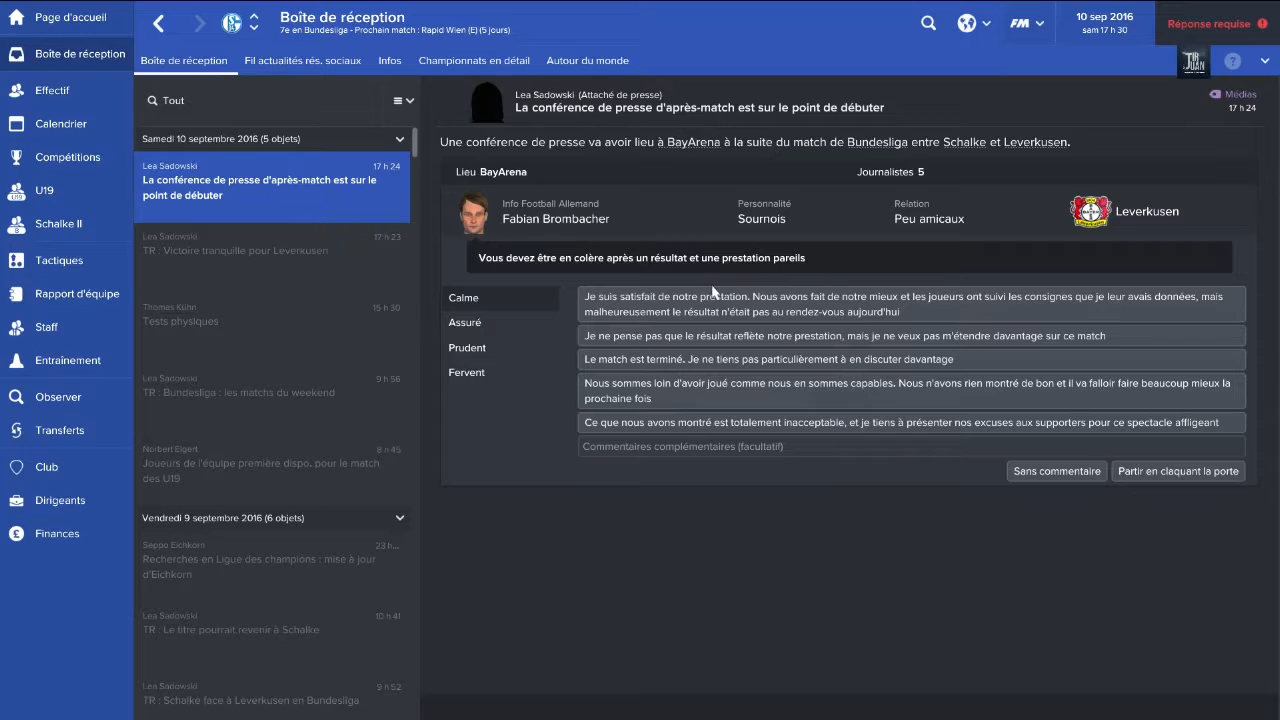 Page d'accueil
Boîte de réception
Effectif
Calendrier
Compétitions
U19
Schalke II
Tactiques
Rapport d'équipe
Staff
Entraînement
Observer
Transferts
Club
Dirigeants
Finances
Boîte de réception
7e en Bundesliga - Prochain match : Rapid Wien (E) (5 jours)
FM
10 sep 2016
sam 17 h 30
Réponse requise
Boîte de réception
Fil actualités rés. sociaux
Infos
Championnats en détail
Autour du monde
Tout
Samedi 10 septembre 2016 (5 objets)
Lea Sadowski 17 h 24
La conférence de presse d'après-match est sur le
point de débuter
Lea Sadowski 17 h 23
TR : Victoire tranquille pour Leverkusen
Thomas Kühn 15 h 30
Tests physiques
Lea Sadowski 9 h 56
TR : Bundesliga : les matchs du weekend
Norbert Elgert 8 h 45
Joueurs de l'équipe première dispo. pour le match
des U19
Vendredi 9 septembre 2016 (6 objets)
Seppo Eichkorn 23 h...
Recherches en Ligue des champions : mise à jour
d'Eichkorn
Lea Sadowski 10 h 41
TR : Le titre pourrait revenir à Schalke
Lea Sadowski 9 h 52
TR : Schalke face à Leverkusen en Bundesliga
Lea Sadowski (Attaché de presse)
La conférence de presse d'après-match est sur le point de débuter
Médias
17 h 24
Une conférence de presse va avoir lieu à BayArena à la suite du match de Bundesliga entre Schalke et Leverkusen.
Lieu BayArena
Journalistes 5
Info Football Allemand
Fabian Brombacher
Personnalité
Sournois
Relation
Peu amicaux
Leverkusen
Vous devez être en colère après un résultat et une prestation pareils
Calme
Assuré
Prudent
Fervent
Je suis satisfait de notre prestation. Nous avons fait de notre mieux et les joueurs ont suivi les consignes que je leur avais données, mais
malheureusement le résultat n'était pas au rendez-vous aujourd'hui
Je ne pense pas que le résultat reflète notre prestation, mais je ne veux pas m'étendre davantage sur ce match
Le match est terminé. Je ne tiens pas particulièrement à en discuter davantage
Nous sommes loin d'avoir joué comme nous en sommes capables. Nous n'avons rien montré de bon et il va falloir faire beaucoup mieux la
prochaine fois
Ce que nous avons montré est totalement inacceptable, et je tiens à présenter nos excuses aux supporters pour ce spectacle affligeant
Commentaires complémentaires (facultatif)
Sans commentaire
Partir en claquant la porte